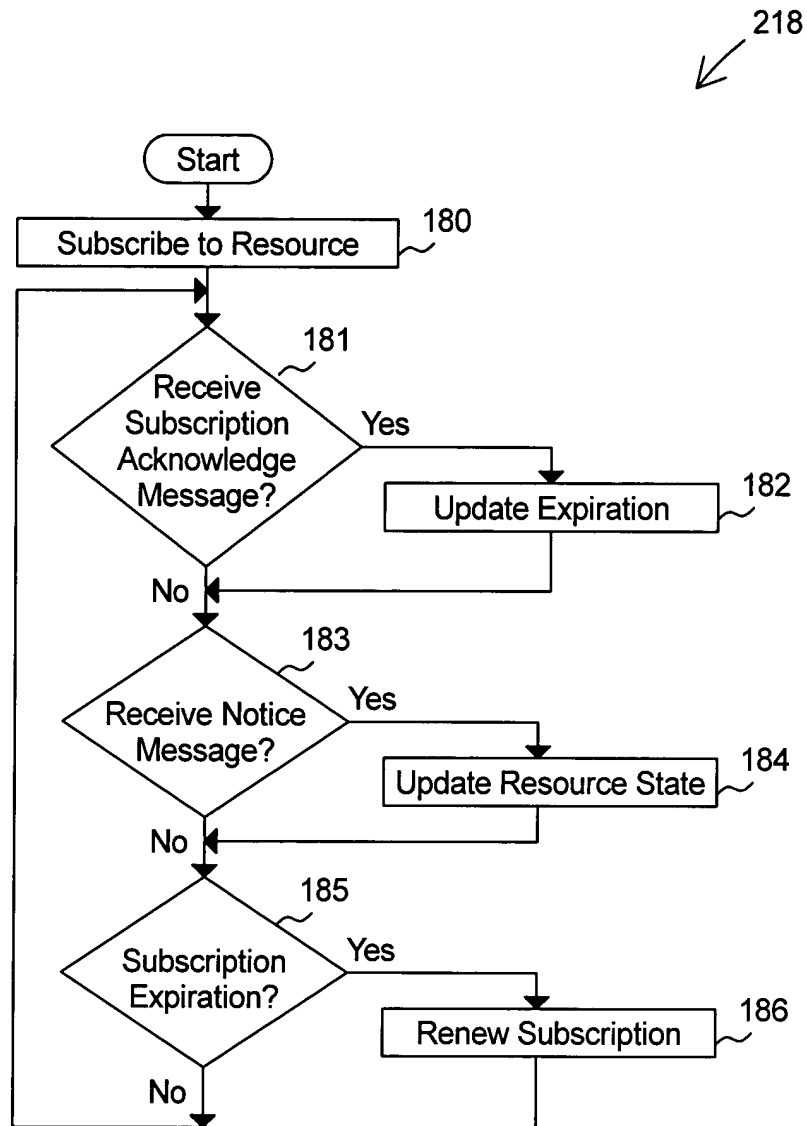 218
Start
Subscribe to Resource
180
181
Receive
Subscription
Acknowledge
Message?
Yes
Update Expiration
182
No
183
Receive Notice
Message?
Yes
Update Resource State
184
No
185
Subscription
Expiration?
Yes
Renew Subscription
186
No